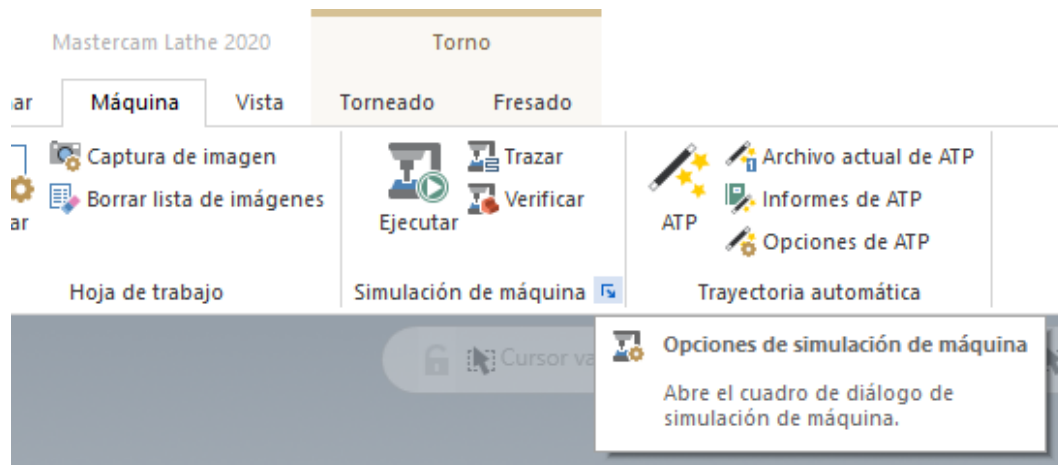 Mastercam Lathe 2020
Torno
Máquina Vista Torneado Fresado
Captura de imagen
Borrar lista de imágenes
Ejecutar
Trazar
Verificar
ATP
Archivo actual de ATP
Informes de ATP
Opciones de ATP
Hoja de trabajo
Simulación de máquina
Trayectoria automática
Cursor
Opciones de simulación de máquina
Abre el cuadro de diálogo de
simulación de máquina.